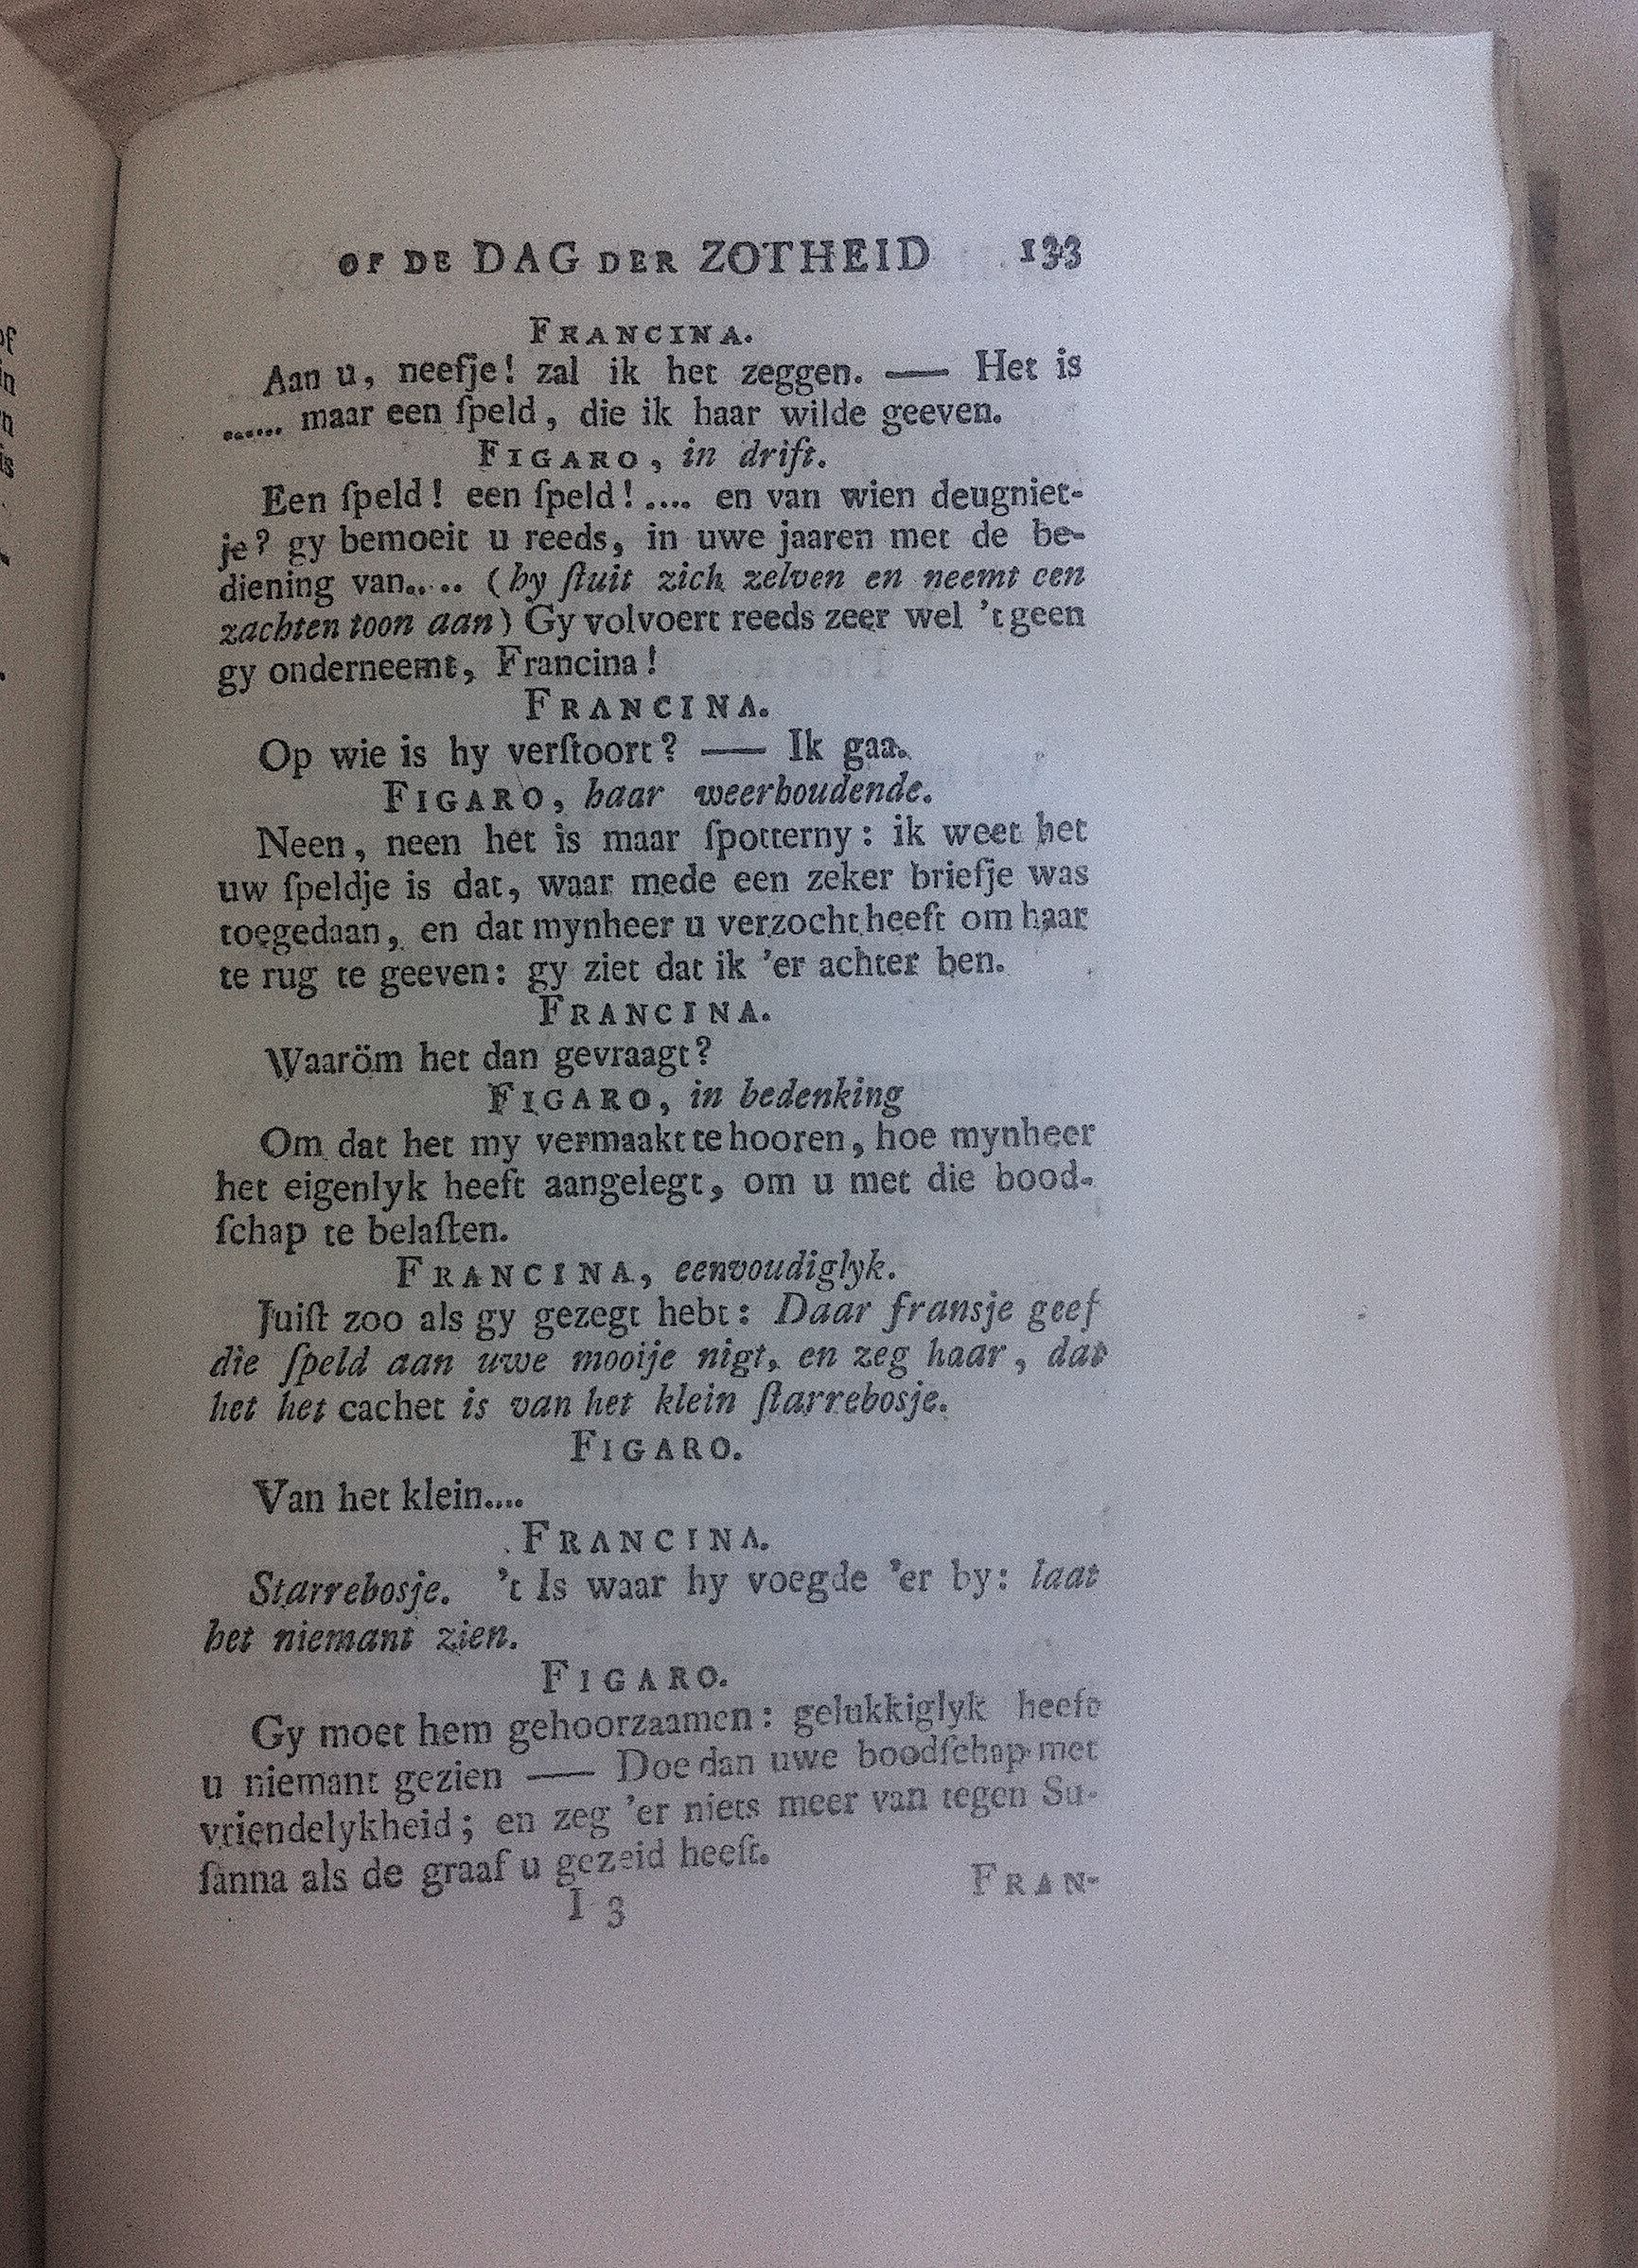 OF DE DAG DER ZOTHEID 133
FRANCINA.
Aan u, neefje! zal ik het zeggen. —— Het is
...... maar een ſpeld, die ik haar wilde geeven.
FIGARO, in drift.
Een ſpeld! een ſpeld!.... en van wien deugniet-
je? gy bemoeit u reeds, in uwe jaaren met de be-
diening van..... (hy ſtuit zich zelven en neemt een
zachten toon aan) Gy volvoert reeds zeer wel 't geen
gy onderneemt, Francina!
FRANCINA.
Op wie is hy verſtoort? —— Ik gaa.
FIGARO, haar weerhoudende.
Neen, neen het is maar ſpotterny: ik weet het
uw ſpeldje is dat, waar mede een zeker briefje was
toegedaan, en dat mynheer u verzocht heeft om haar
te rug te geeven: gy ziet dat ik 'er achter ben.
FRANCINA.
Waaröm het dan gevraagt?
FIGARO, in bedenking
Om dat het my vermaakt te hooren, hoe mynheer
het eigenlyk heeft aangelegt, om u met die bood-
ſchap te belaſten.
FRANCINA, eenvoudiglyk.
Juiſt zoo als gy gezegt hebt: Daar fransje geef
die ſpeld aan uwe mooije nigt, en zeg haar, dat
het het cachet is van het klein ſtarrebosje.
FIGARO.
Van het klein....
FRANCINA.
Starrebosje. 't Is waar hy voegde 'er by: laat
het niemant zien.
FIGARO.
Gy moet hem gehoorzaamen: gelukkiglyk heeft
u niemant gezien —— Doe dan uwe boodſchap met
vriendelykheid; en zeg 'er niets meer van tegen Su-
ſanna als de graaf u gezeid heeft.
I 3 FRAN-